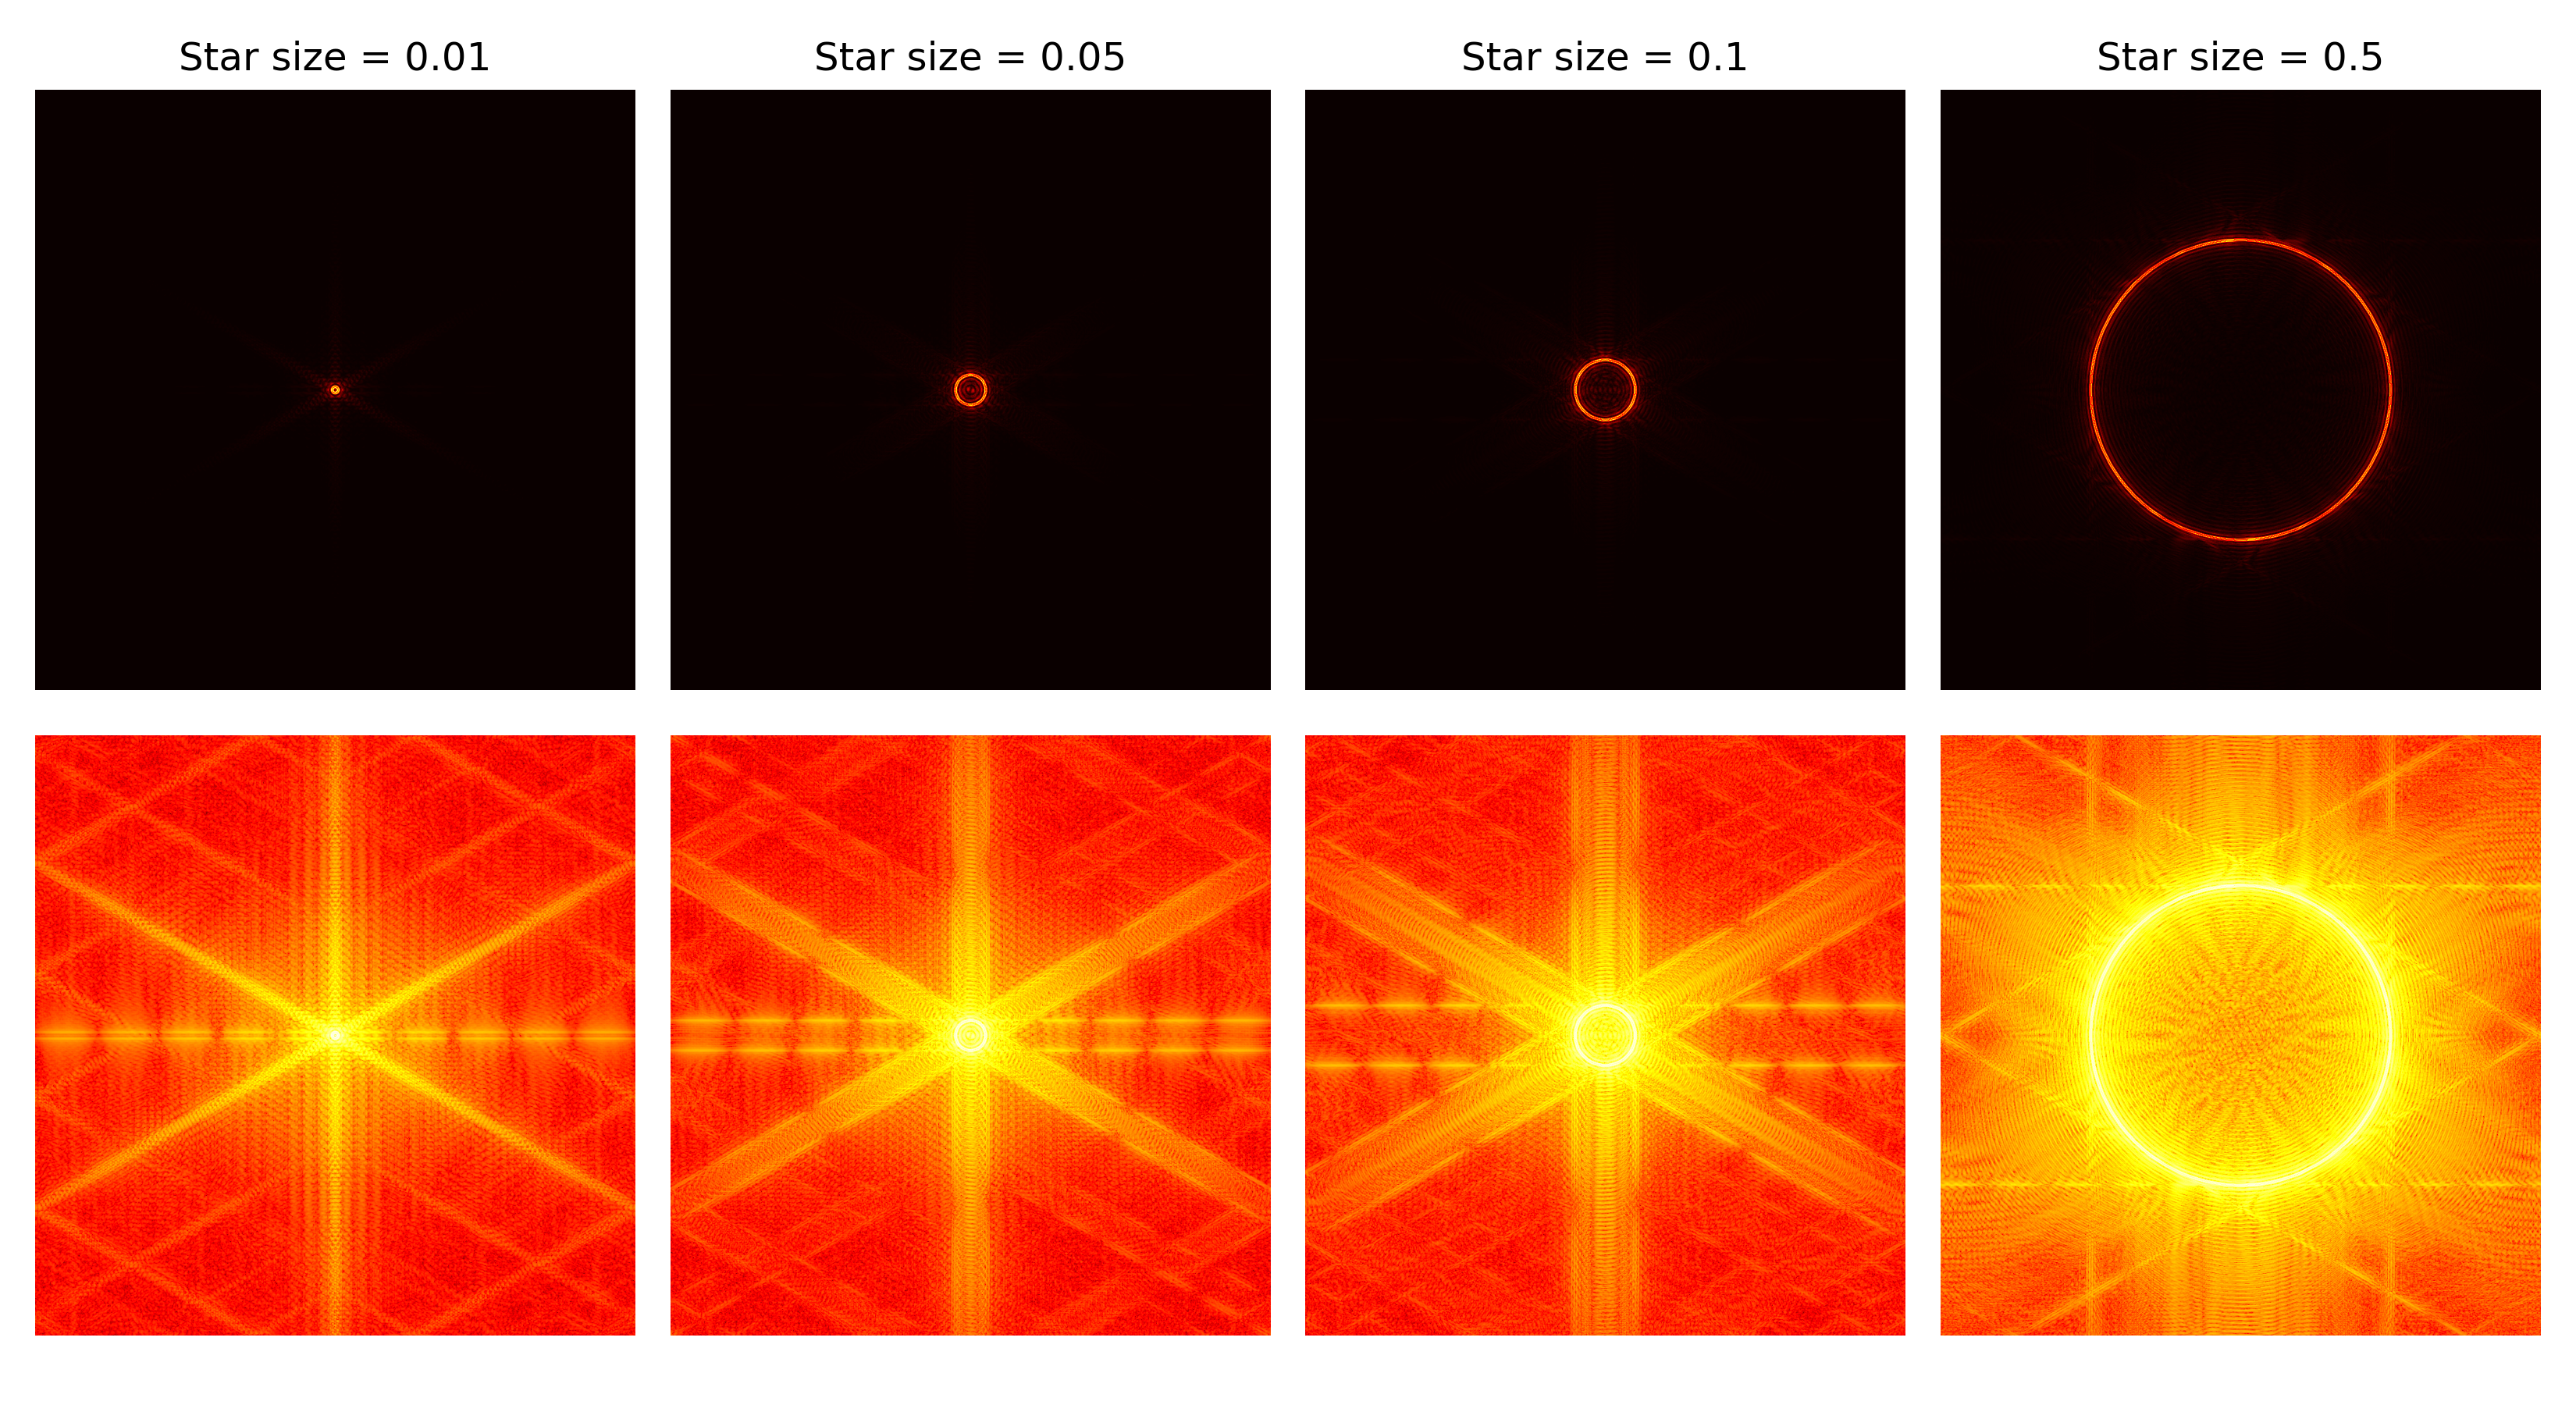 Star size = 0.01
Star size = 0.05
Star size = 0.1
Star size = 0.5